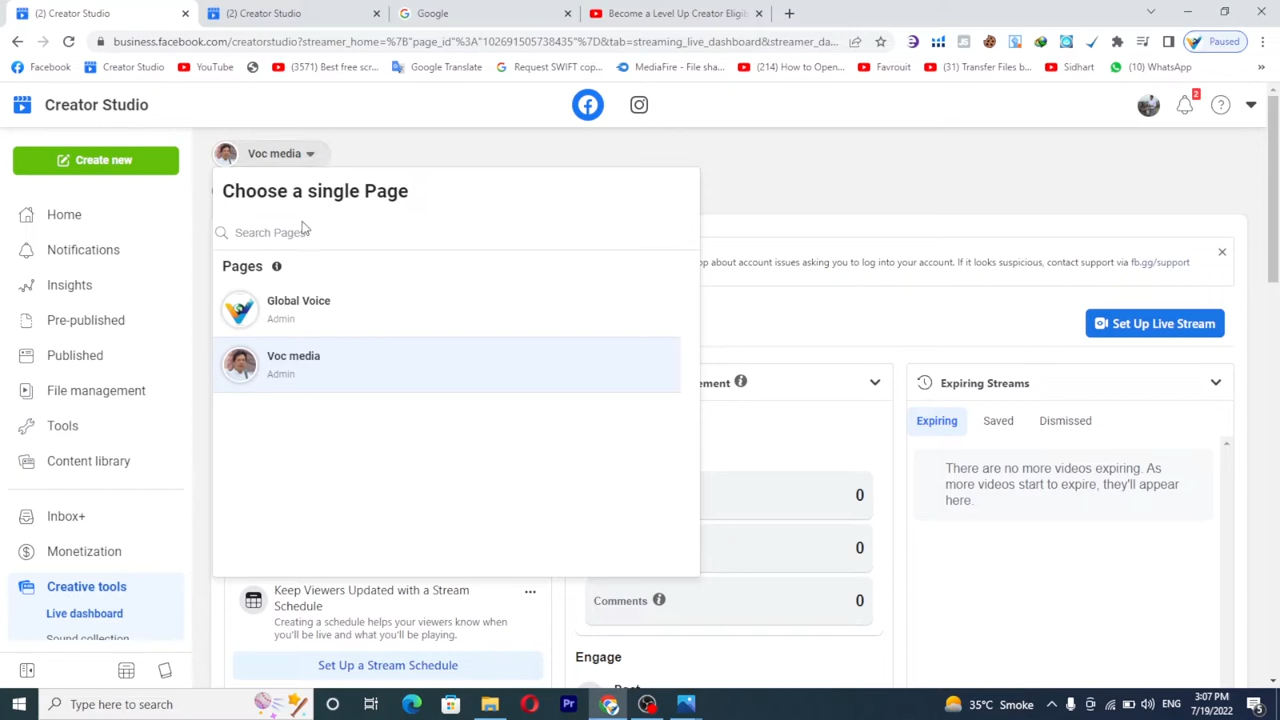 (2) Creator Studio
(2) Creator Studio
Google
Become a Level Up Creator Eligib
business.facebook.com/creatorstudio?streamer_home=%7B"page_id"%3A"102691505738435"%7D&tab=streaming_live_dashboard&streamer_da...
Paused
Facebook
Creator Studio
YouTube
(3571) Best free scr...
Google Translate
Request SWIFT cop...
MediaFire - File sha...
(214) How to Open...
Favrouit
(31) Transfer Files b...
Sidhart
(10) WhatsApp
Creator Studio
2
Create new
Home
Notifications
Insights
Pre-published
Published
File management
Tools
Content library
Inbox+
Monetization
Creative tools
Live dashboard
Sound collection
Voc media
Choose a single Page
Search Pages
Pages
Global Voice
Admin
Voc media
Admin
pp about account issues asking you to log into your account. If it looks suspicious, contact support via fb.gg/support
Set Up Live Stream
ement
0
0
Comments
0
Engage
Expiring Streams
Expiring
Saved
Dismissed
There are no more videos expiring. As
more videos start to expire, they'll appear
here.
Keep Viewers Updated with a Stream
Schedule
Creating a schedule helps your viewers know
when you'll be live and what you'll be playing.
Set Up a Stream Schedule
Type here to search
35°C Smoke
ENG
3:07 PM
7/19/2022
5